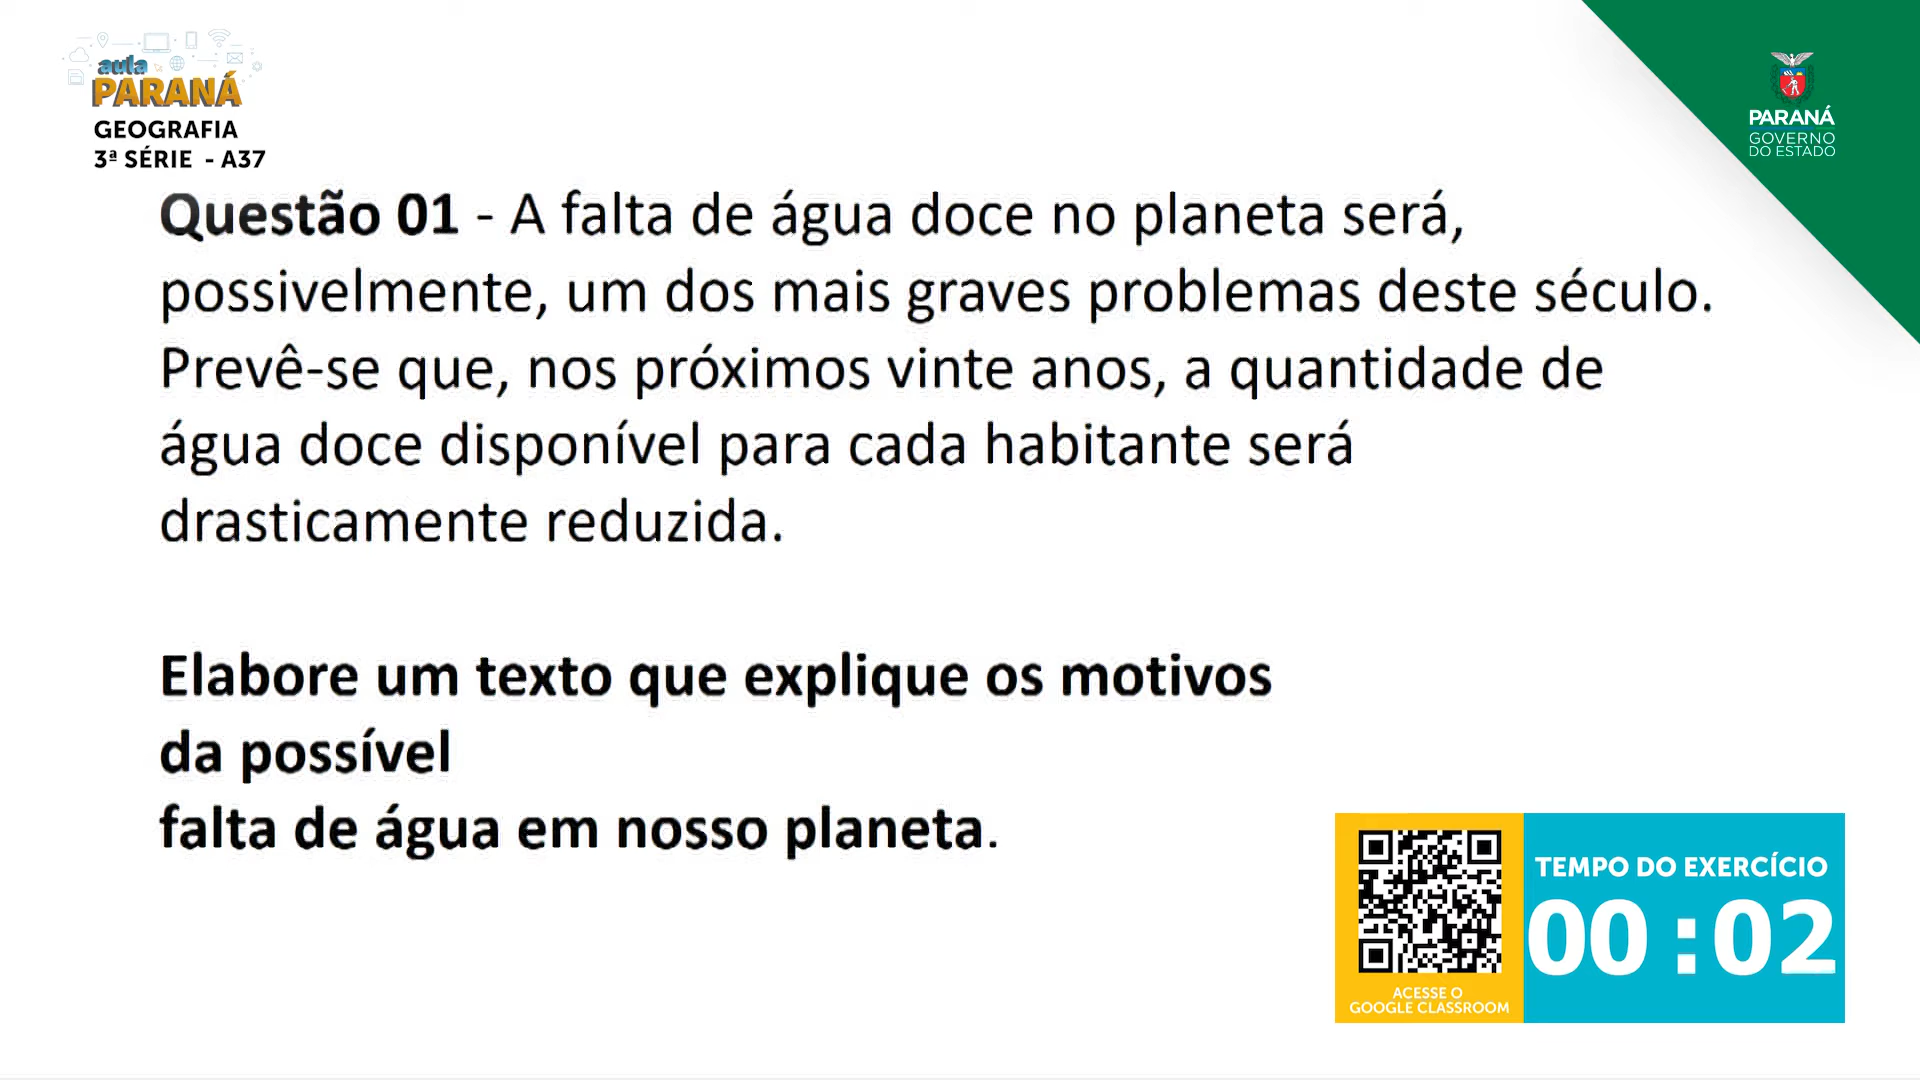 aula
PARANÁ
GEOGRAFIA
3ª SÉRIE - A37
PARANÁ
GOVERNO
DO ESTADO
Questão 01 - A falta de água doce no planeta será,
possivelmente, um dos mais graves problemas deste século.
Prevê-se que, nos próximos vinte anos, a quantidade de
água doce disponível para cada habitante será
drasticamente reduzida.
Elabore um texto que explique os motivos
da possível
falta de água em nosso planeta.
TEMPO DO EXERCÍCIO
00 :02
ACESSE O
GOOGLE CLASSROOM